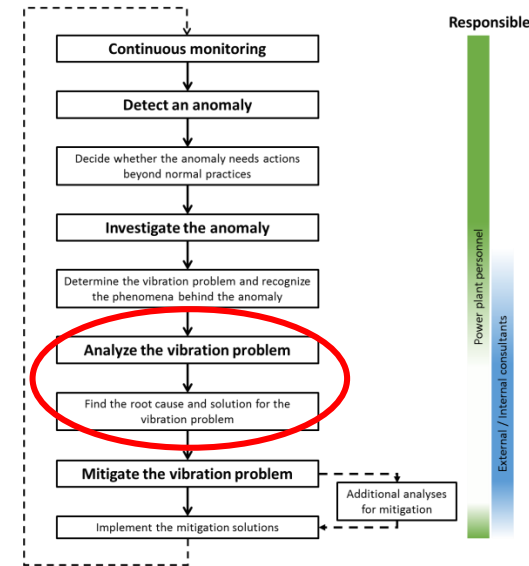 Responsible
Continuous monitoring
Detect an anomaly
Decide whether the anomaly needs actions
beyond normal practices
Investigate the anomaly
Determine the vibration problem and recognize
the phenomena behind the anomaly
Analyze the vibration problem
Find the root cause and solution for the
vibration problem
Mitigate the vibration problem
Additional analyses
for mitigation
Implement the mitigation solutions
Power plant personnel
External / Internal consultants